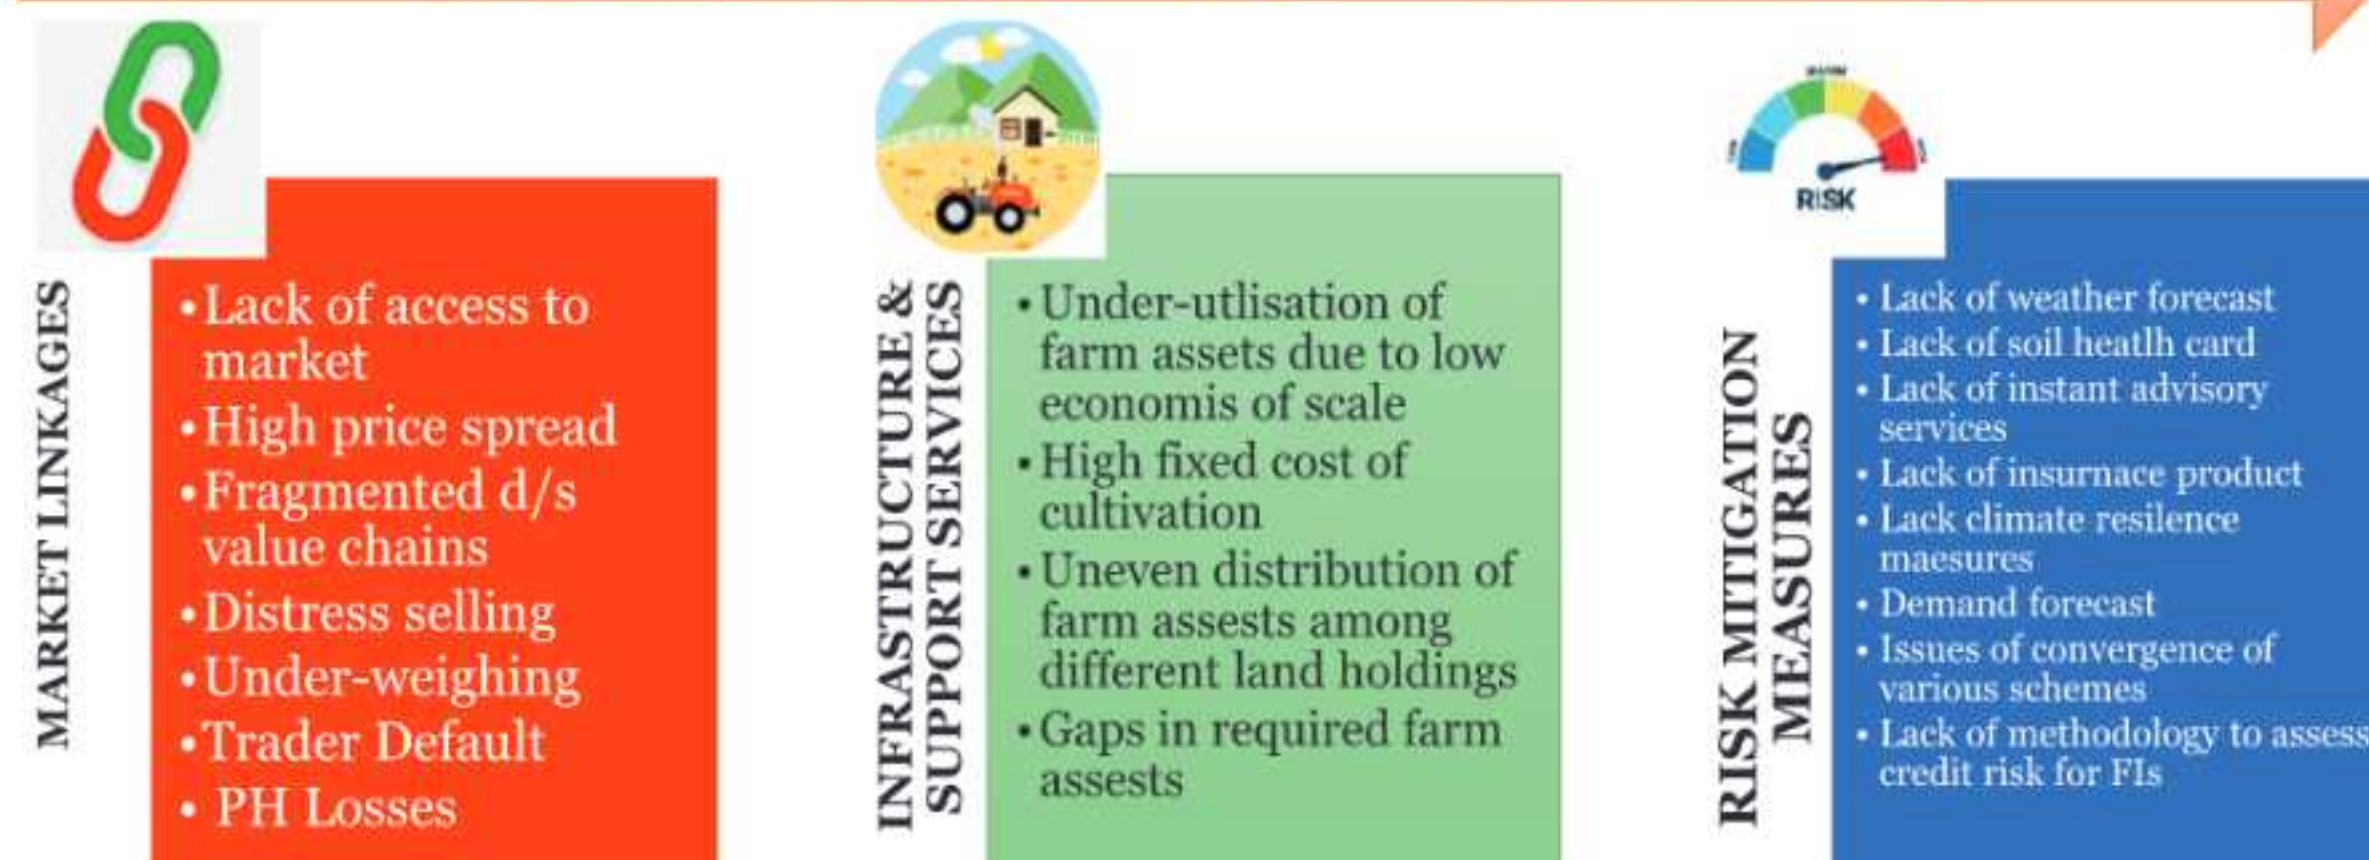 MARKET LINKAGES
•Lack of access to
market
•High price spread
•Fragmented d/s
value chains
•Distress selling
•Under-weighing
•Trader Default
• PH Losses
INFRASTRUCTURE &
SUPPORT SERVICES
•Under-utlisation of
farm assets due to low
economis of scale
•High fixed cost of
cultivation
•Uneven distribution of
farm assests among
different land holdings
•Gaps in required farm
assests
RISK
RISK MITIGATION
MEASURES
• Lack of weather forecast
• Lack of soil heatlh card
• Lack of instant advisory
services
• Lack of insurnace product
• Lack climate resilence
maesures
• Demand forecast
• Issues of convergence of
various schemes
• Lack of methodology to assess
credit risk for FIs